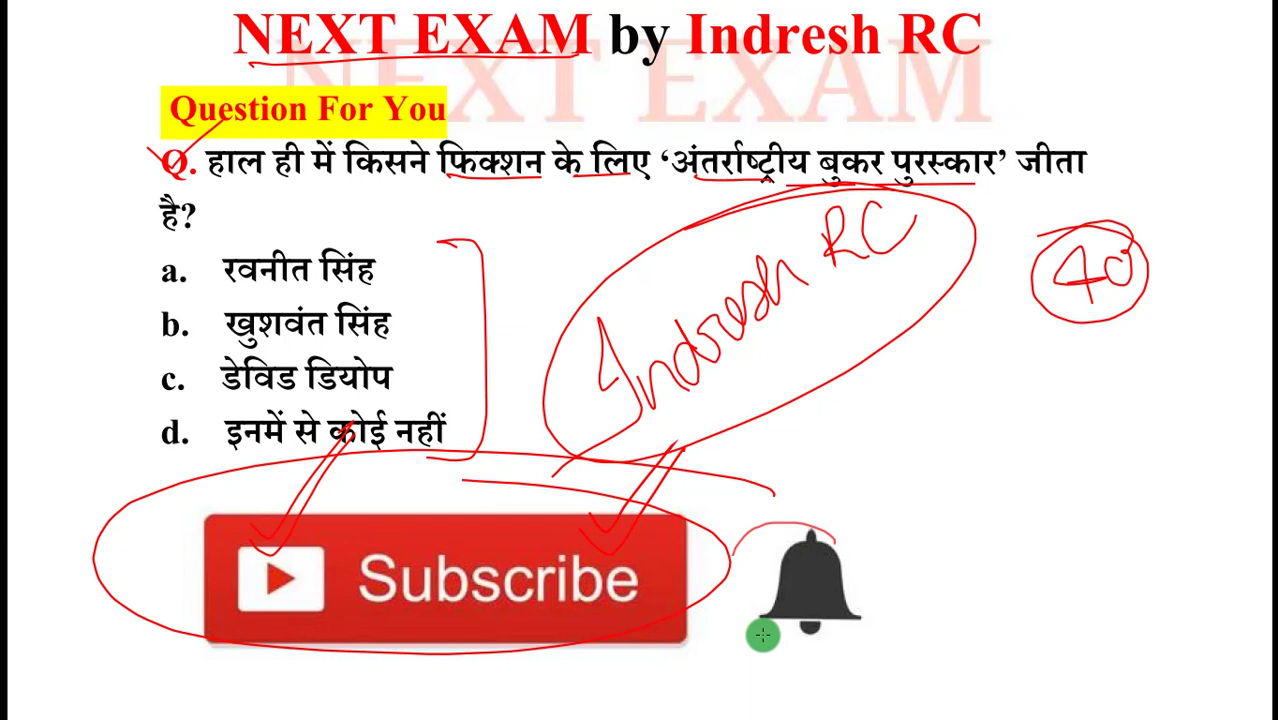 NEXT EXAM by Indresh RC
NEXT EXAM
Question For You
Q. हाल ही में किसने फिक्शन के लिए ‘अंतर्राष्ट्रीय बुकर पुरस्कार’ जीता
है?
a. रवनीत सिंह
b. खुशवंत सिंह
c. डेविड डियोप
d. इनमें से कोई नहीं
Indresh RC
40
Subscribe